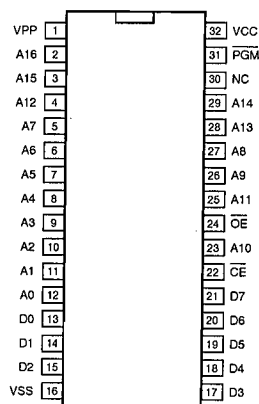 VPP 1 32 VCC
A16 2 31 P̅G̅M̅
A15 3 30 NC
A12 4 29 A14
A7 5 28 A13
A6 6 27 A8
A5 7 26 A9
A4 8 25 A11
A3 9 24 O̅E̅
A2 10 23 A10
A1 11 22 C̅E̅
A0 12 21 D7
D0 13 20 D6
D1 14 19 D5
D2 15 18 D4
VSS 16 17 D3